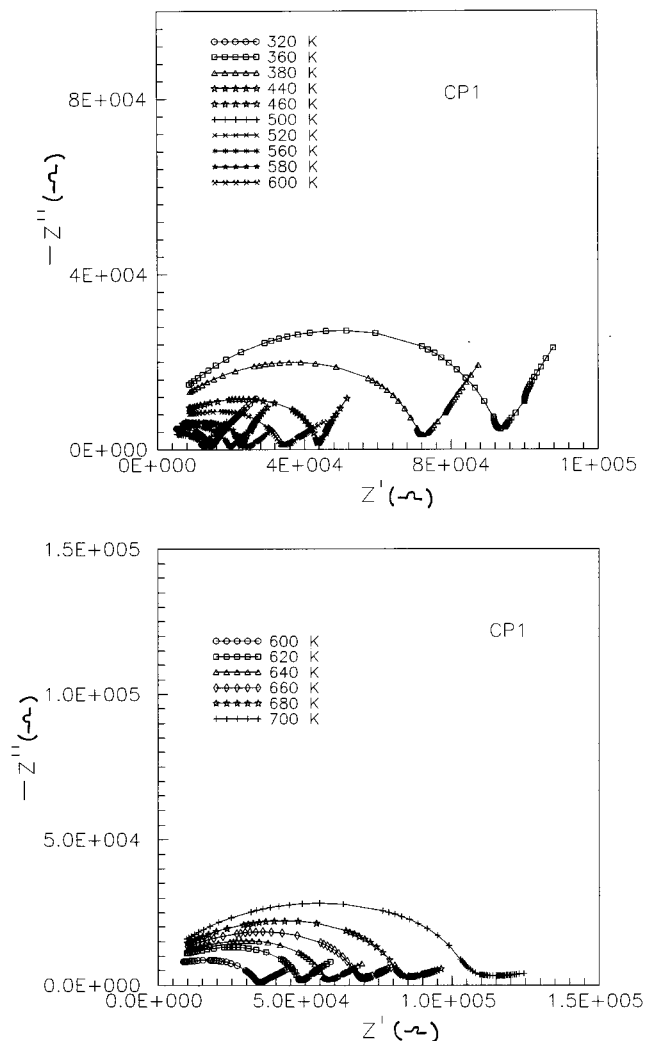 320 K
360 K
380 K
440 K
460 K
500 K
520 K
560 K
580 K
600 K
CP1
8E+004
4E+004
0E+000
−Z''(Ω)
0E+000 4E+004 8E+004 1E+005
Z'(Ω)
1.5E+005
1.0E+005
5.0E+004
0.0E+000
−Z''(Ω)
CP1
600 K
620 K
640 K
660 K
680 K
700 K
0.0E+000 5.0E+004 1.0E+005 1.5E+005
Z'(Ω)